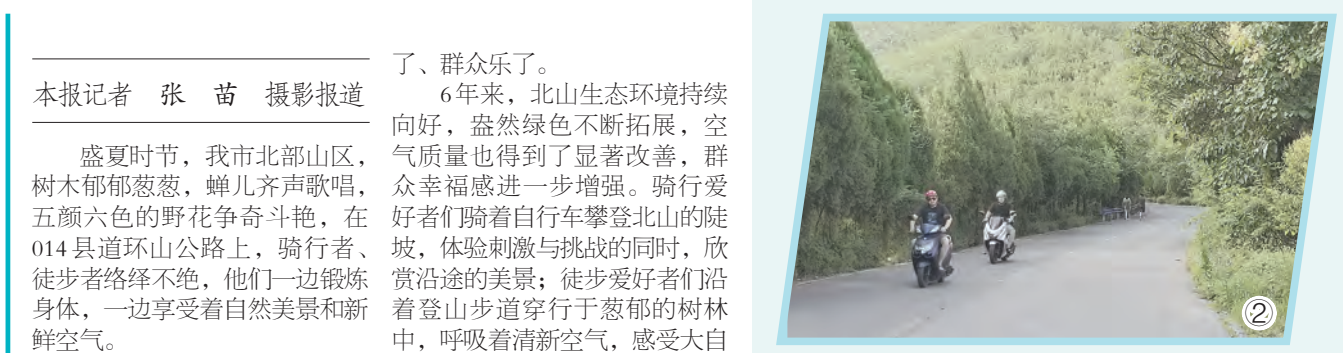 本报记者 张 苗 摄影报道
盛夏时节，我市北部山区，
树木郁郁葱葱，蝉儿齐声歌唱，
五颜六色的野花争奇斗艳，在
014县道环山公路上，骑行者、
徒步者络绎不绝，他们一边锻炼
身体，一边享受着自然美景和新
鲜空气。
了、群众乐了。
6年来，北山生态环境持续
向好，盎然绿色不断拓展，空
气质量也得到了显著改善，群
众幸福感进一步增强。骑行爱
好者们骑着自行车攀登北山的陡
坡，体验刺激与挑战的同时，欣
赏沿途的美景；徒步爱好者们沿
着登山步道穿行于葱郁的树林
中，呼吸着清新空气，感受大自
②